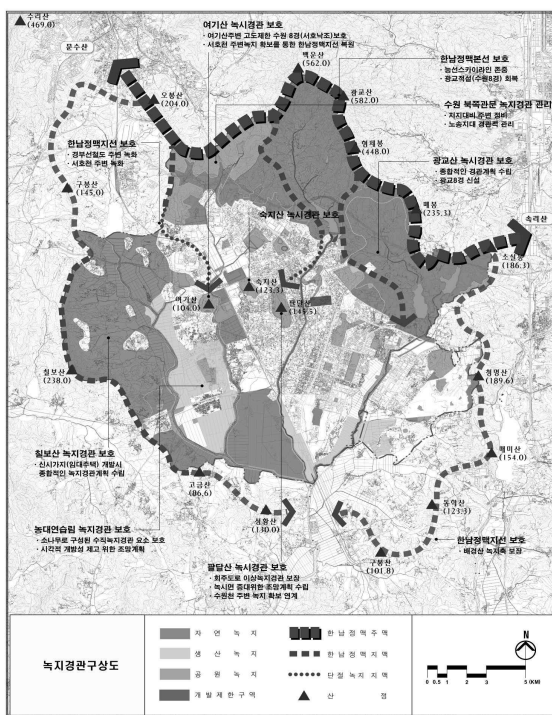 수리산
(469.0)
문수산
여기산 녹시경관 보호
· 여기산주변 고도제한 수원 8경(서호낙조)보호
· 서호천 주변녹지 확보를 통한 한남정맥지선 복원
백운산
(562.0)
한남정맥본선 보호
· 능선스카이라인 존중
· 광교적설(수원8경) 회복
오봉산
(204.0)
광교산
(582.0)
수원 북쪽관문 녹지경관 관리
· 지지대비 주변 정비
· 노송지대 경관적 관리
한남정맥지선 보호
· 경부선철도 주변 녹화
· 서호천 주변 녹화
형제봉
(448.0)
광교산 녹시경관 보호
· 종합적인 경관계획 수립
· 광교8경 신설
구봉산
(145.0)
매봉
(235.3)
숙지산 녹시경관 보호
속리산
소실봉
(186.3)
숙지산
(123.3)
여기산
(104.0)
팔달산
(145.5)
칠보산
(238.0)
청명산
(189.6)
칠보산 녹지경관 보호
· 신시가지(임대주택) 개발시
종합적인 녹지경관계획 수립
매미산
(154.0)
고금산
(86.6)
농대연습림 녹지경관 보호
· 소나무로 구성된 수직녹지경관 요소 보호
· 시각적 개방성 제고 위한 조망계획
(130.0)
(123.3)
한남정맥지선 보호
· 배경산 녹지축 보장
구봉산
(101.8)
팔달산 녹시경관 보호
· 회주도로 이상녹지경관 보장
· 녹시면 증대위한 조망계획 수립
· 수원천 주변 녹지 확보 연계
녹지경관구상도
자연녹지
생산녹지
공원녹지
개발제한구역
한남정맥주맥
한남정맥지맥
단절녹지지맥
산정
N
0 0.5 1 2 3 5 (KM)